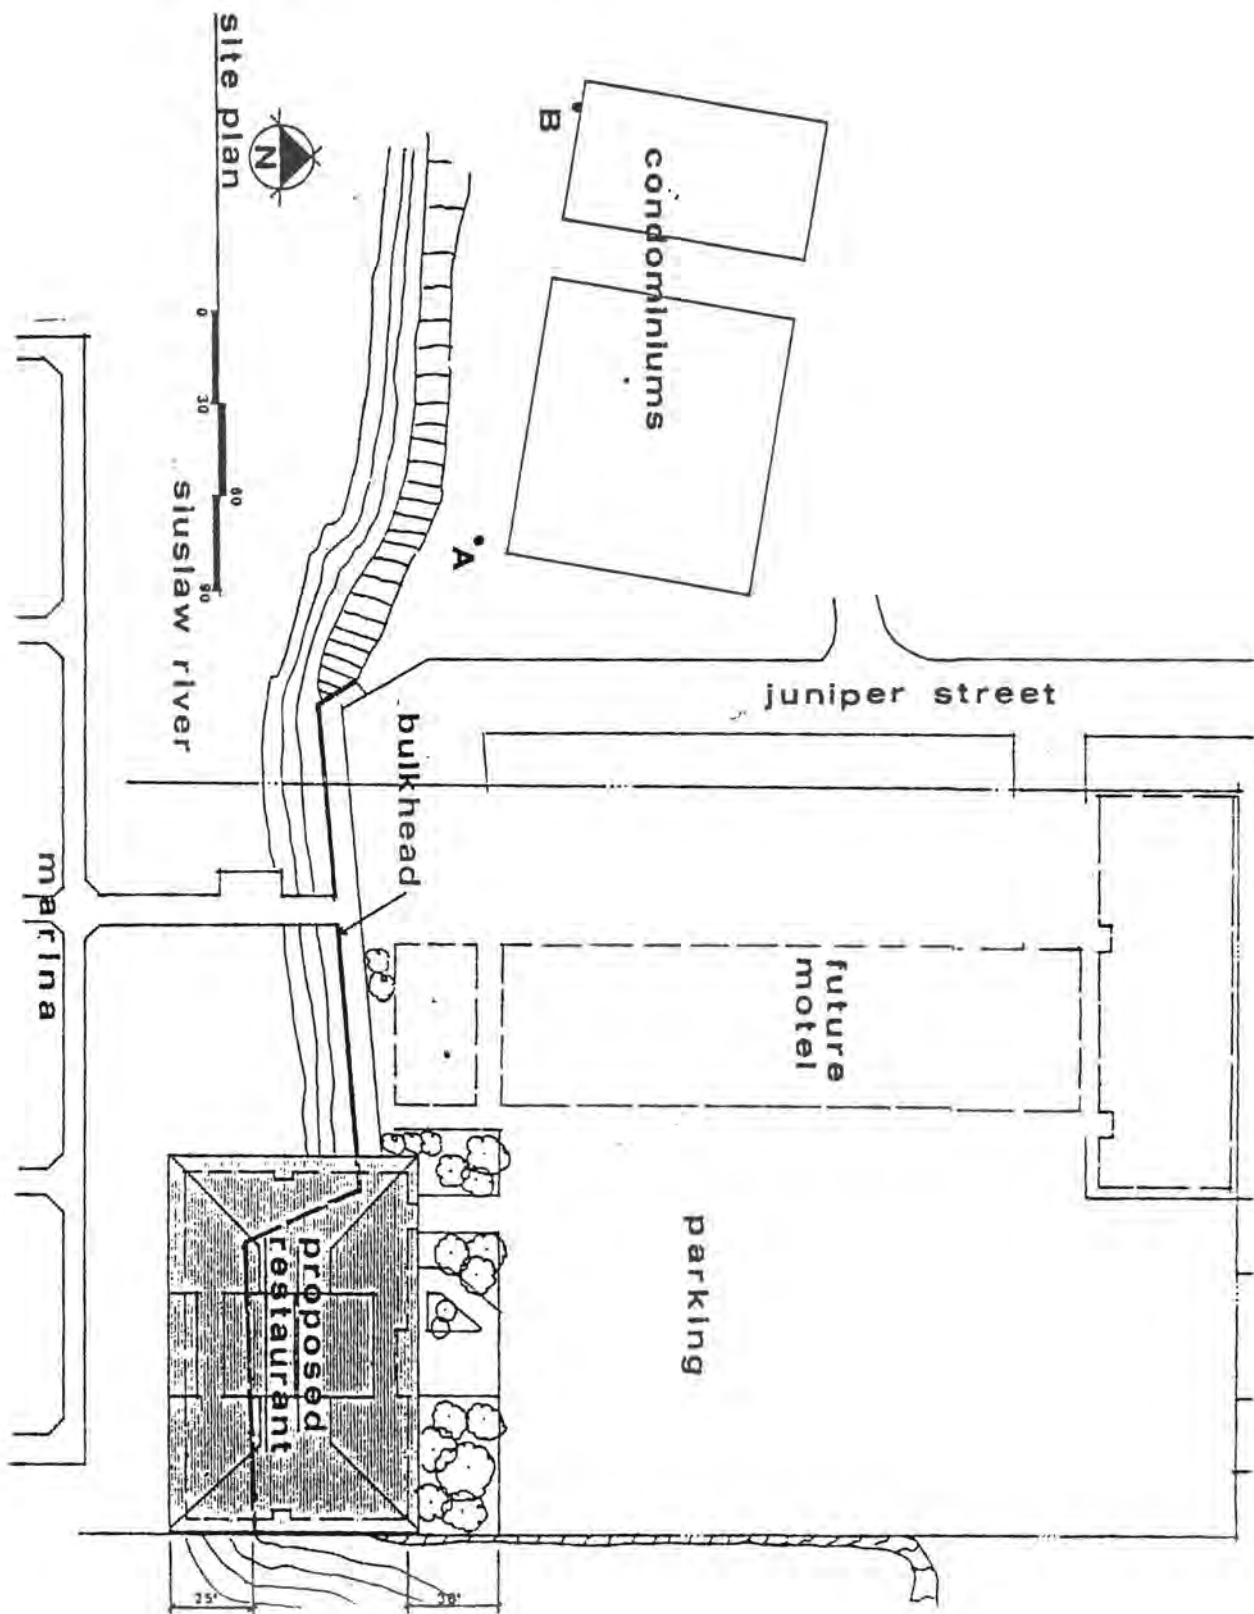 site plan
N
0
30
60
90
siuslaw river
B
condominiums
A
juniper street
bulkhead
marina
future
motel
parking
proposed
restaurant
25'